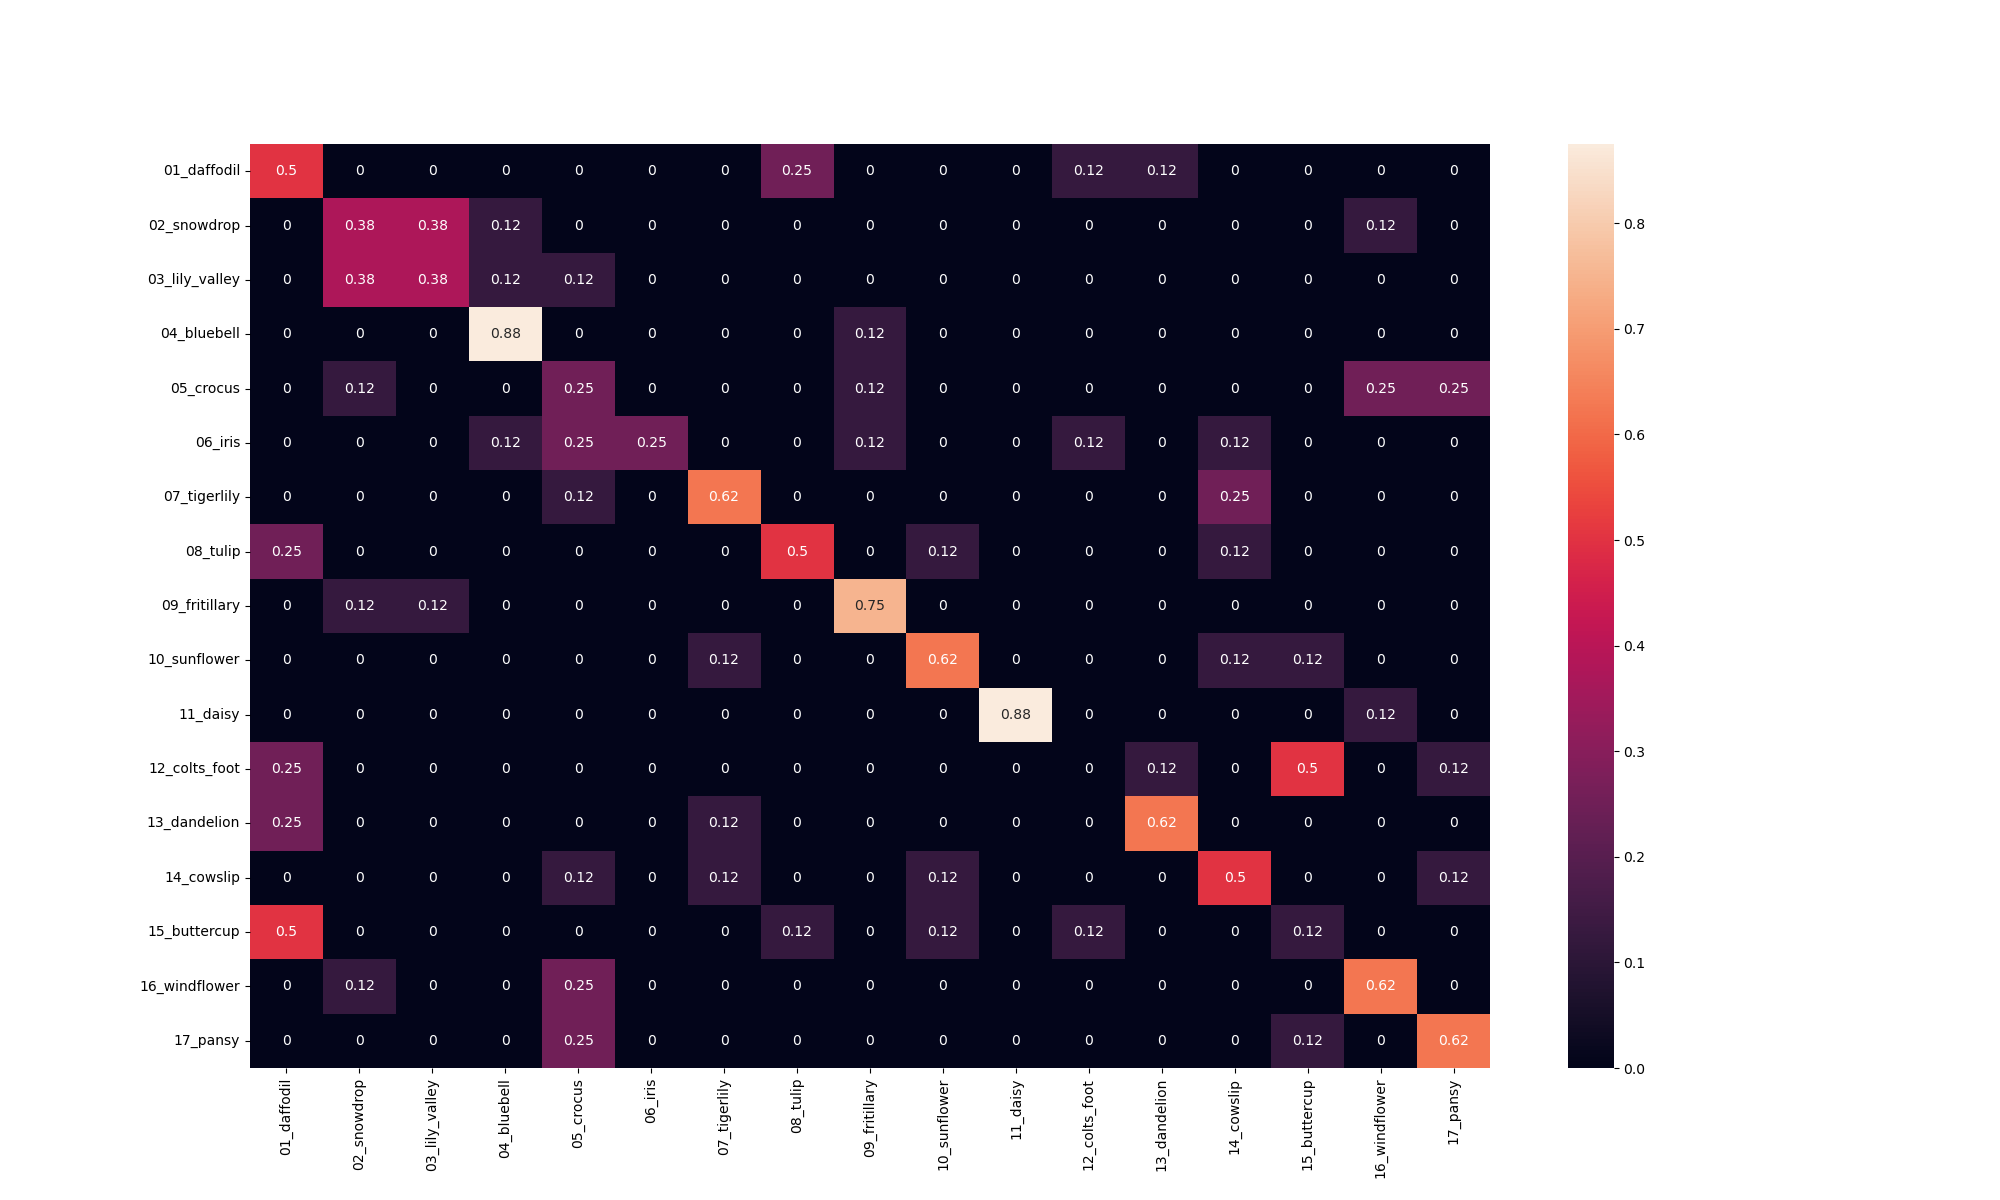 01_daffodil 0.5 0 0 0 0 0 0 0.25 0 0 0 0.12 0.12 0 0 0 0
02_snowdrop 0 0.38 0.38 0.12 0 0 0 0 0 0 0 0 0 0 0 0.12 0
03_lily_valley 0 0.38 0.38 0.12 0.12 0 0 0 0 0 0 0 0 0 0 0 0
04_bluebell 0 0 0 0.88 0 0 0 0 0.12 0 0 0 0 0 0 0 0
05_crocus 0 0.12 0 0 0.25 0 0 0 0.12 0 0 0 0 0 0 0.25 0.25
06_iris 0 0 0 0.12 0.25 0.25 0 0 0.12 0 0 0.12 0 0.12 0 0 0
07_tigerlily 0 0 0 0 0.12 0 0.62 0 0 0 0 0 0 0.25 0 0 0
08_tulip 0.25 0 0 0 0 0 0 0.5 0 0.12 0 0 0 0.12 0 0 0
09_fritillary 0 0.12 0.12 0 0 0 0 0 0.75 0 0 0 0 0 0 0 0
10_sunflower 0 0 0 0 0 0 0.12 0 0 0.62 0 0 0 0.12 0.12 0 0
11_daisy 0 0 0 0 0 0 0 0 0 0 0.88 0 0 0 0 0.12 0
12_colts_foot 0.25 0 0 0 0 0 0 0 0 0 0 0 0.12 0 0.5 0 0.12
13_dandelion 0.25 0 0 0 0 0 0.12 0 0 0 0 0 0.62 0 0 0 0
14_cowslip 0 0 0 0 0.12 0 0.12 0 0 0.12 0 0 0 0.5 0 0 0.12
15_buttercup 0.5 0 0 0 0 0 0 0.12 0 0.12 0 0.12 0 0 0.12 0 0
16_windflower 0 0.12 0 0 0.25 0 0 0 0 0 0 0 0 0 0 0.62 0
17_pansy 0 0 0 0 0.25 0 0 0 0 0 0 0 0 0 0.12 0 0.62
01_daffodil
02_snowdrop
03_lily_valley
04_bluebell
05_crocus
06_iris
07_tigerlily
08_tulip
09_fritillary
10_sunflower
11_daisy
12_colts_foot
13_dandelion
14_cowslip
15_buttercup
16_windflower
17_pansy
0.8
0.7
0.6
0.5
0.4
0.3
0.2
0.1
0.0